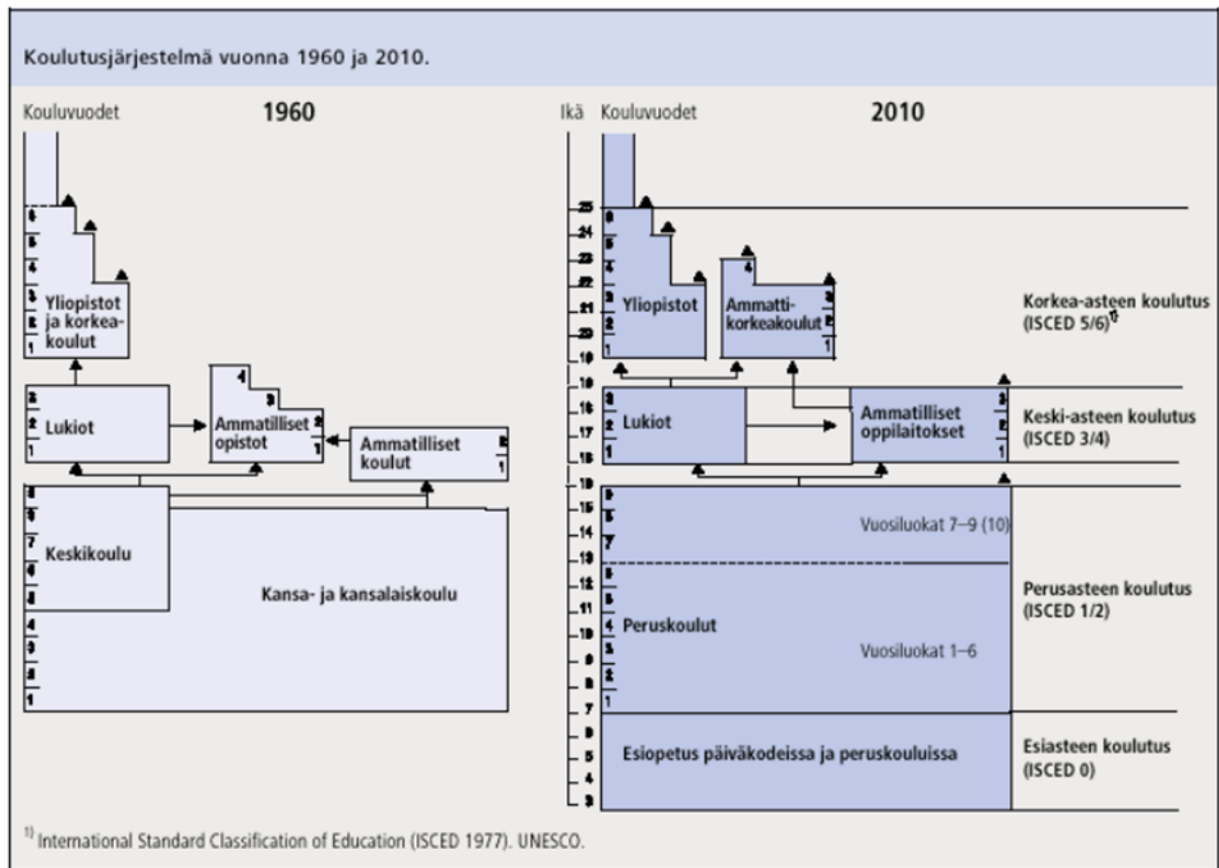 Koulutusjärjestelmä vuonna 1960 ja 2010.
Kouluvuodet
1960
Ikä
Kouluvuodet
2010
Yliopistot
ja korkea-
koulut
Lukiot
Ammatilliset
opistot
Ammatilliset
koulut
Keskikoulu
Kansa- ja kansalaiskoulu
Yliopistot
Ammatti-
korkeakoulut
Korkea-asteen koulutus
(ISCED 5/6)¹⁾
Lukiot
Ammatilliset
oppilaitokset
Keski-asteen koulutus
(ISCED 3/4)
Vuosiluokat 7–9 (10)
Peruskoulut
Vuosiluokat 1–6
Perusasteen koulutus
(ISCED 1/2)
Esiopetus päiväkodeissa ja peruskouluissa
Esiasteen koulutus
(ISCED 0)
¹⁾ International Standard Classification of Education (ISCED 1977). UNESCO.